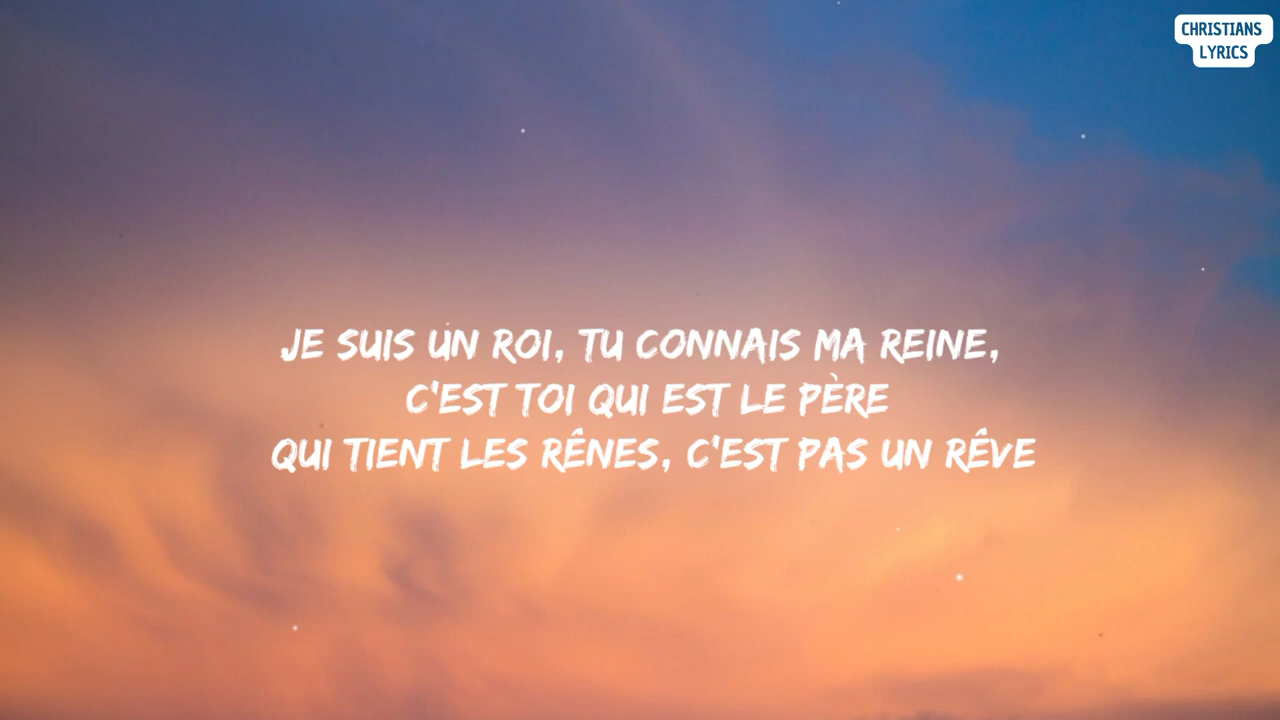 CHRISTIANS
LYRICS
JE SUIS UN ROI, TU CONNAIS MA REINE,
C'EST TOI QUI EST LE PÈRE
QUI TIENT LES RÊNES, C'EST PAS UN RÊVE